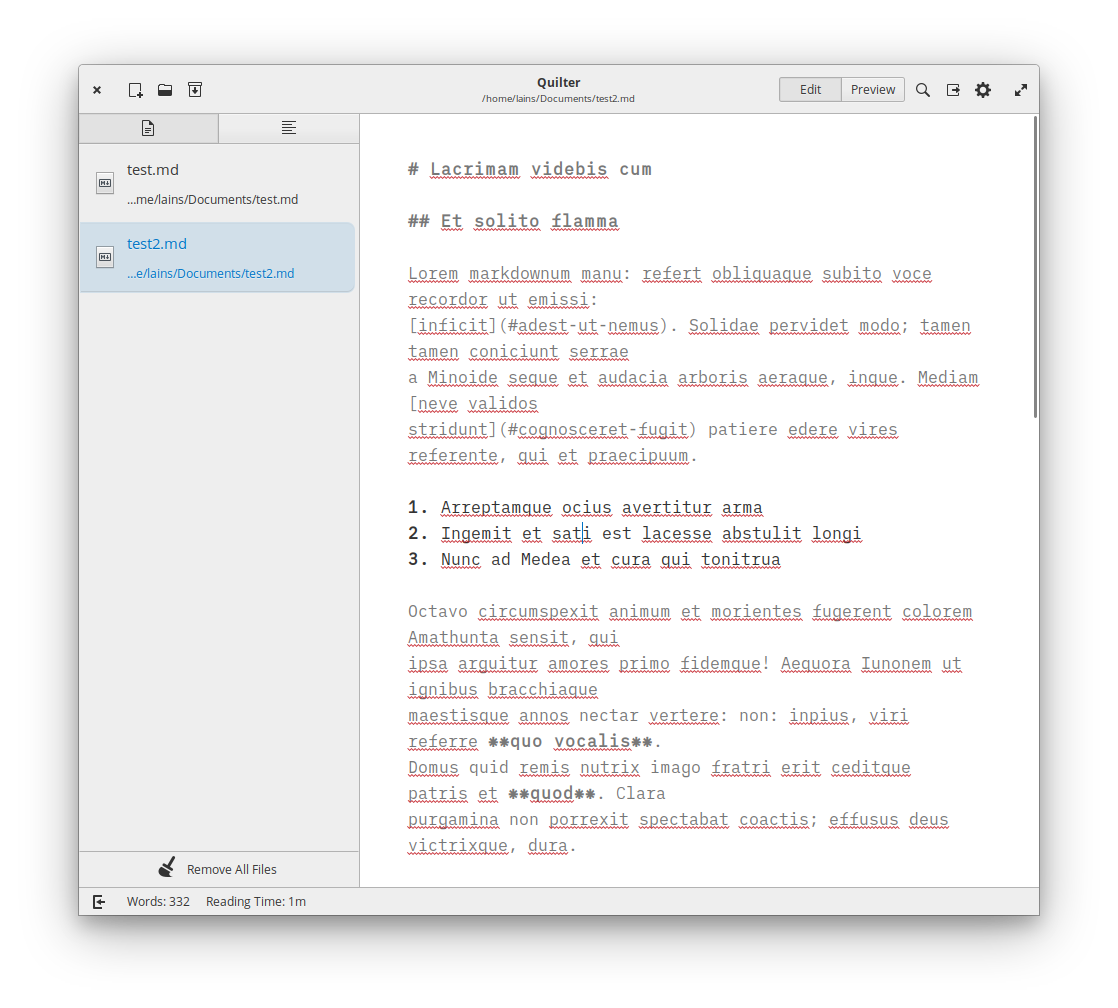 Quilter
/home/lains/Documents/test2.md
Edit
Preview
test.md
...me/lains/Documents/test.md
test2.md
...e/lains/Documents/test2.md
# Lacrimam videbis cum
## Et solito flamma
Lorem markdownum manu: refert obliquaque subito voce
recordor ut emissi:
[inficit](#adest-ut-nemus). Solidae pervidet modo; tamen
tamen coniciunt serrae
a Minoide seque et audacia arboris aeraque, inque. Mediam
[neve validos
stridunt](#cognosceret-fugit) patiere edere vires
referente, qui et praecipuum.
1. Arreptamque ocius avertitur arma
2. Ingemit et sati est lacesse abstulit longi
3. Nunc ad Medea et cura qui tonitrua
Octavo circumspexit animum et morientes fugerent colorem
Amathunta sensit, qui
ipsa arguitur amores primo fidemque! Aequora Iunonem ut
ignibus bracchiaque
maestisque annos nectar vertere: non: inpius, viri
referre **quo vocalis**.
Domus quid remis nutrix imago fratri erit ceditque
patris et **quod**. Clara
purgamina non porrexit spectabat coactis; effusus deus
victrixque, dura.
Remove All Files
Words: 332
Reading Time: 1m